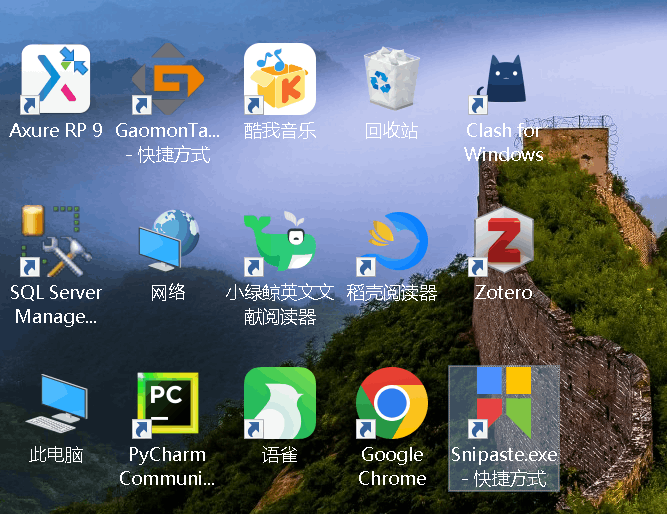 Axure RP 9
GaomonTa...
- 快捷方式
酷我音乐
回收站
Clash for
Windows
SQL Server
Manage...
网络
小绿鲸英文文
献阅读器
稻壳阅读器
Zotero
此电脑
PC
PyCharm
Communi...
语雀
Google
Chrome
Snipaste.exe
- 快捷方式